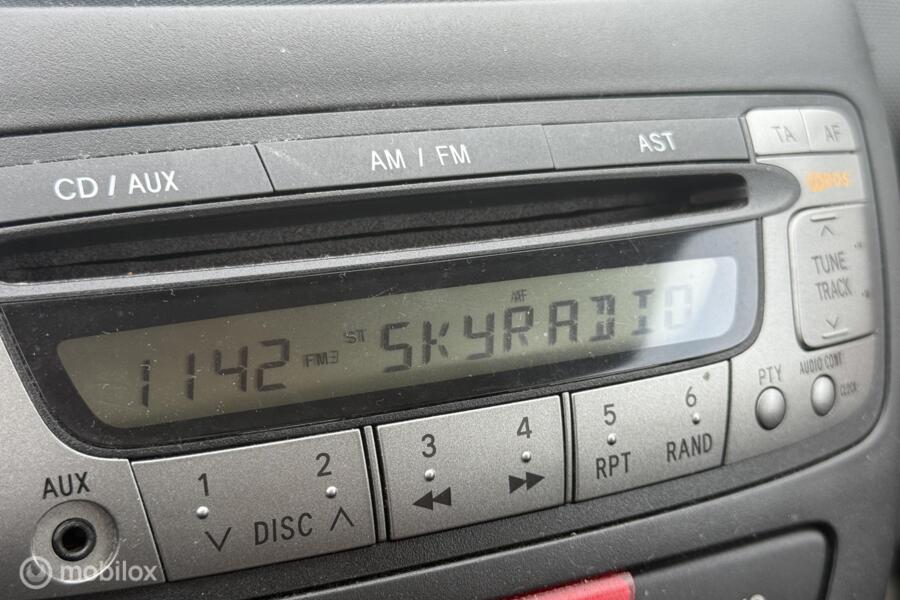 CD / AUX
AM / FM
AST
TA
AF
TUNE
TRACK
1142
FM3
ST
AF
SKYRADIO
PTY
AUDIO CONT
CLOCK
AUX
1
2
DISC
3
4
5
RPT
6
RAND
mobilox